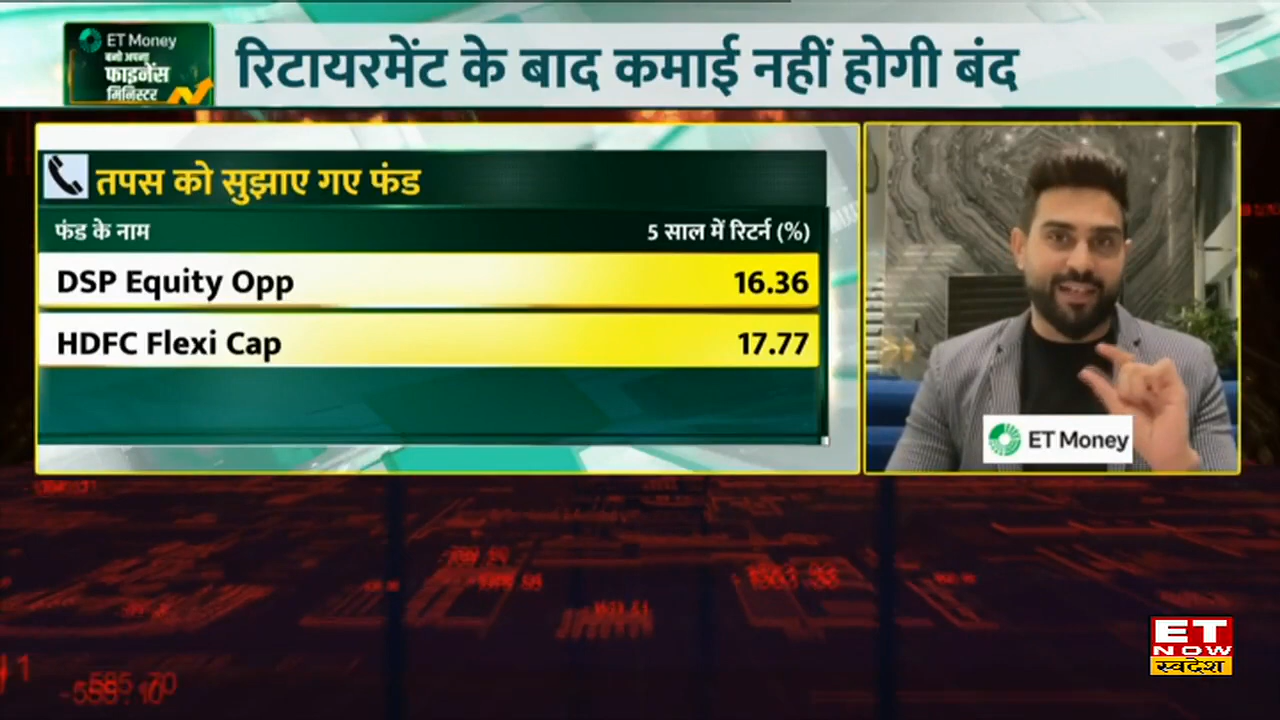 ET Money
बनो अपना
फाइनेंस
मिनिस्टर
रिटायरमेंट के बाद कमाई नहीं होगी बंद
तपस को सुझाए गए फंड
फंड के नाम 5 साल में रिटर्न (%)
DSP Equity Opp 16.36
HDFC Flexi Cap 17.77
ET Money
ET
NOW
स्वदेश